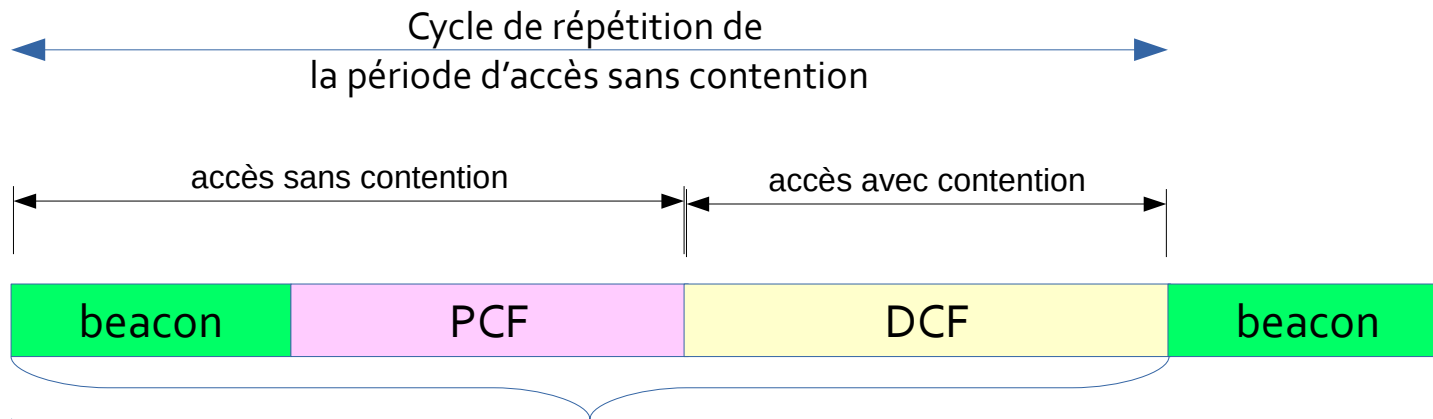 Cycle de répétition de
la période d'accès sans contention
accès sans contention
accès avec contention
beacon
PCF
DCF
beacon